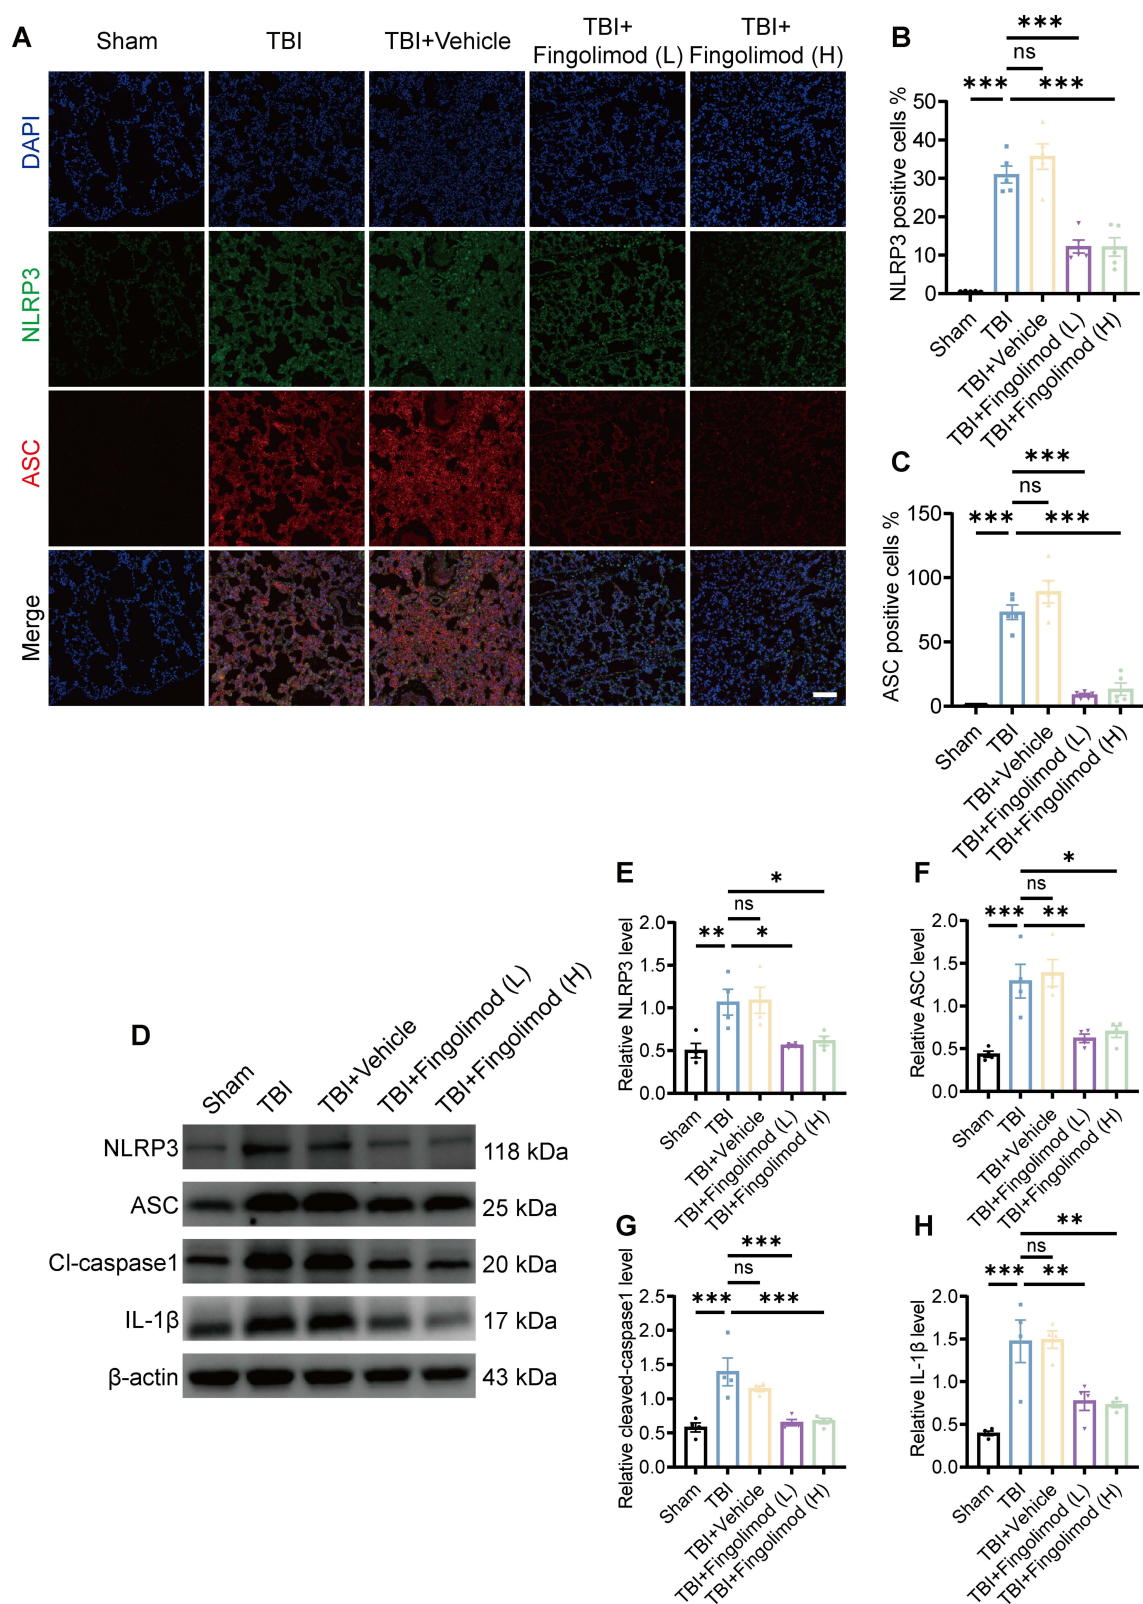 A
Sham
TBI
TBI+Vehicle
TBI+
Fingolimod (L)
TBI+
Fingolimod (H)
DAPI
NLRP3
ASC
Merge
B
***
ns
*** ***
NLRP3 positive cells %
50
40
30
20
10
0
Sham
TBI
TBI+Vehicle
TBI+Fingolimod (L)
TBI+Fingolimod (H)
C
***
ns
*** ***
ASC positive cells %
150
100
50
0
Sham
TBI
TBI+Vehicle
TBI+Fingolimod (L)
TBI+Fingolimod (H)
D
Sham
TBI
TBI+Vehicle
TBI+Fingolimod (L)
TBI+Fingolimod (H)
NLRP3 118 kDa
ASC 25 kDa
Cl-caspase1 20 kDa
IL-1β 17 kDa
β-actin 43 kDa
E
*
ns
** *
Relative NLRP3 level
2.0
1.5
1.0
0.5
0.0
Sham
TBI
TBI+Vehicle
TBI+Fingolimod (L)
TBI+Fingolimod (H)
F
*
ns
*** **
Relative ASC level
2.0
1.5
1.0
0.5
0.0
Sham
TBI
TBI+Vehicle
TBI+Fingolimod (L)
TBI+Fingolimod (H)
G
***
ns
*** ***
Relative cleaved-caspase1 level
2.5
2.0
1.5
1.0
0.5
0.0
Sham
TBI
TBI+Vehicle
TBI+Fingolimod (L)
TBI+Fingolimod (H)
H
**
ns
*** **
Relative IL-1β level
2.0
1.5
1.0
0.5
0.0
Sham
TBI
TBI+Vehicle
TBI+Fingolimod (L)
TBI+Fingolimod (H)